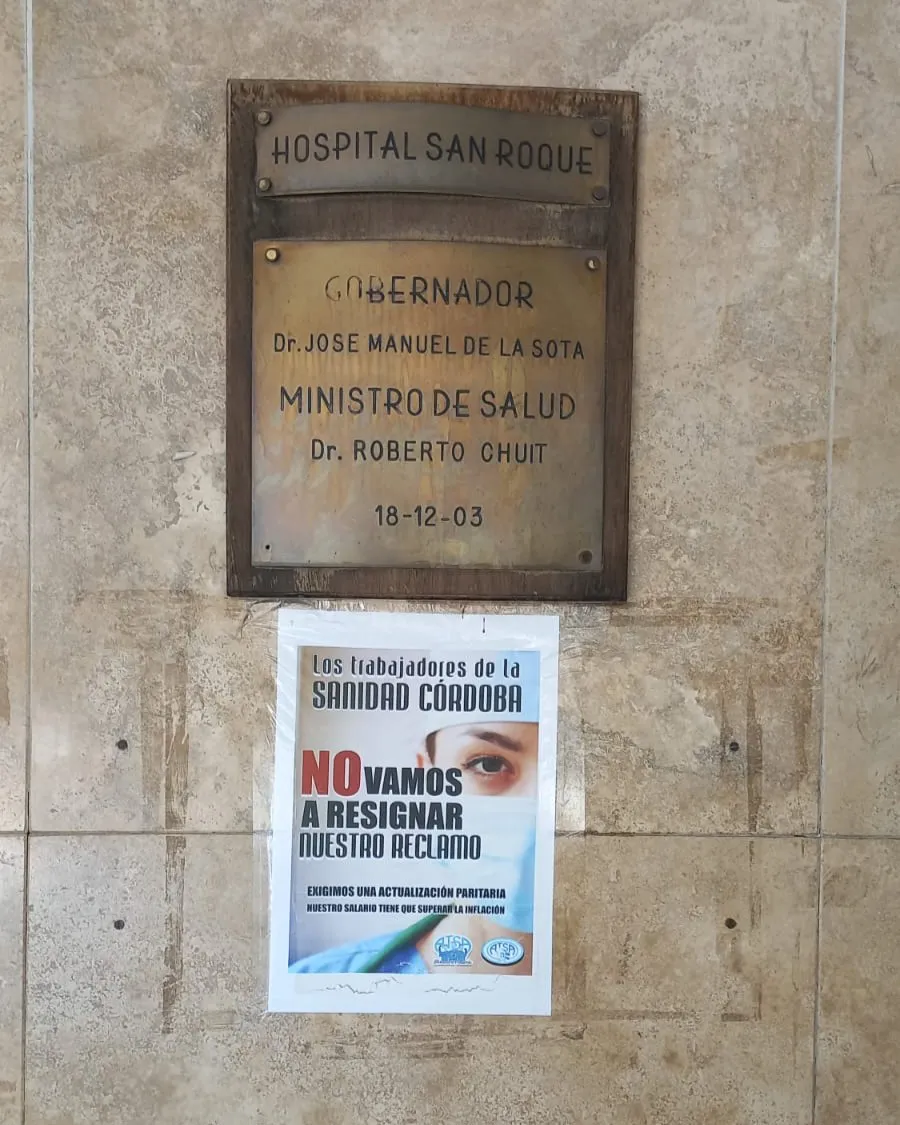 HOSPITAL SAN ROQUE
GOBERNADOR
Dr. JOSE MANUEL DE LA SOTA
MINISTRO DE SALUD
Dr. ROBERTO CHUIT
18-12-03
Los trabajadores de la
SANIDAD CÓRDOBA
NO VAMOS
A RESIGNAR
NUESTRO RECLAMO
EXIGIMOS UNA ACTUALIZACIÓN PARITARIA
NUESTRO SALARIO TIENE QUE SUPERAR LA INFLACIÓN
ATSA ATSA